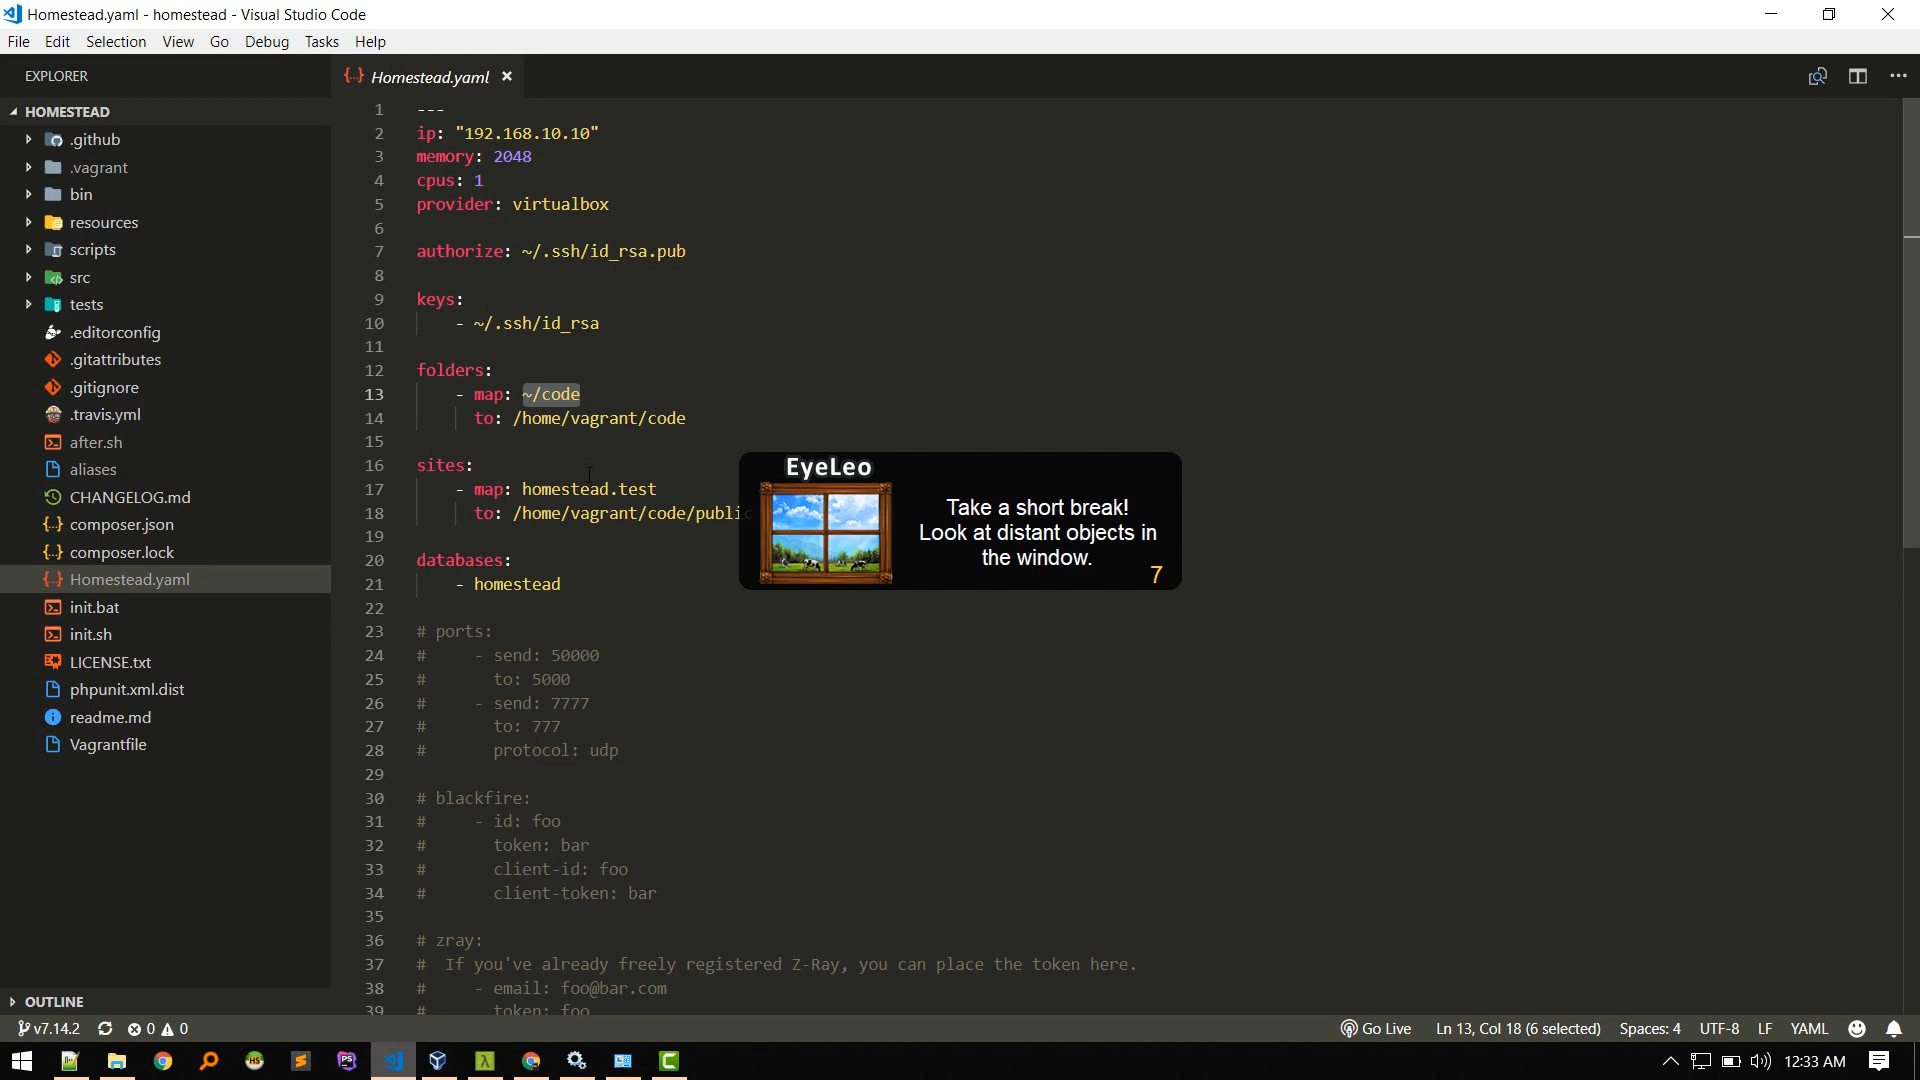 Homestead.yaml - homestead - Visual Studio Code
File Edit Selection View Go Debug Tasks Help
EXPLORER
Homestead.yaml
HOMESTEAD
.github
.vagrant
bin
resources
scripts
src
tests
.editorconfig
.gitattributes
.gitignore
.travis.yml
after.sh
aliases
CHANGELOG.md
composer.json
composer.lock
Homestead.yaml
init.bat
init.sh
LICENSE.txt
phpunit.xml.dist
readme.md
Vagrantfile
OUTLINE
1 ---
2 ip: "192.168.10.10"
3 memory: 2048
4 cpus: 1
5 provider: virtualbox
6
7 authorize: ~/.ssh/id_rsa.pub
8
9 keys:
10 - ~/.ssh/id_rsa
11
12 folders:
13 - map: ~/code
14 to: /home/vagrant/code
15
16 sites:
17 - map: homestead.test
18 to: /home/vagrant/code/public
19
20 databases:
21 - homestead
22
23 # ports:
24 # - send: 50000
25 # to: 5000
26 # - send: 7777
27 # to: 777
28 # protocol: udp
29
30 # blackfire:
31 # - id: foo
32 # token: bar
33 # client-id: foo
34 # client-token: bar
35
36 # zray:
37 # If you've already freely registered Z-Ray, you can place the token here.
38 # - email: foo@bar.com
39 # token: foo
EyeLeo
Take a short break!
Look at distant objects in
the window.
7
v7.14.2 0 0 Go Live Ln 13, Col 18 (6 selected) Spaces: 4 UTF-8 LF YAML
12:33 AM